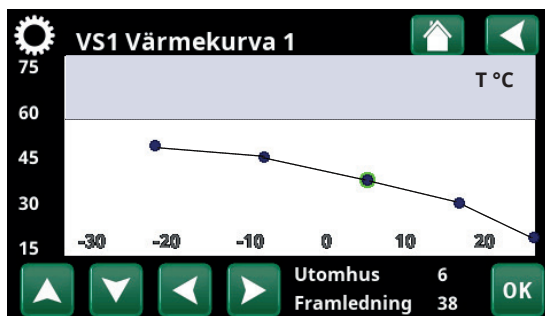 VS1 Värmekurva 1
75
T °C
60
45
30
15
-30 -20 -10 0 10 20
Utomhus 6
Framledning 38
OK